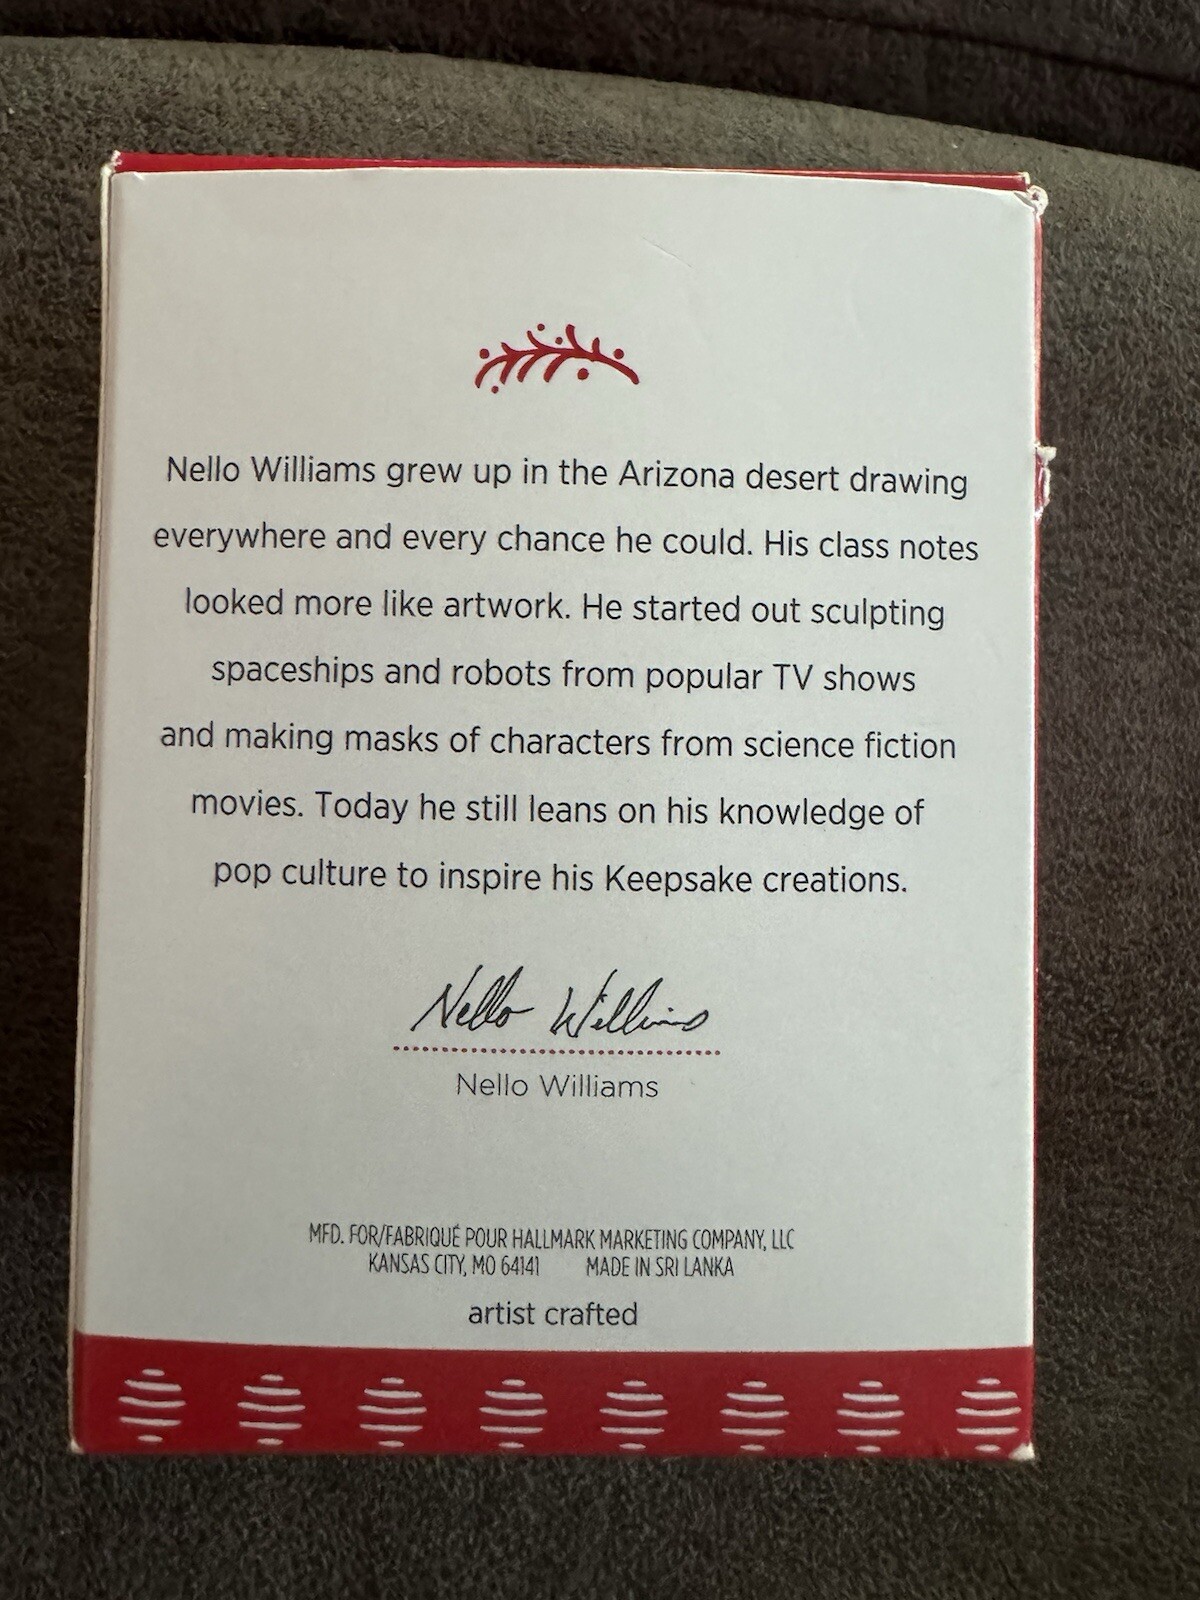 Nello Williams grew up in the Arizona desert drawing
everywhere and every chance he could. His class notes
looked more like artwork. He started out sculpting
spaceships and robots from popular TV shows
and making masks of characters from science fiction
movies. Today he still leans on his knowledge of
pop culture to inspire his Keepsake creations.
Nello Williams
Nello Williams
MFD. FOR/FABRIQUÉ POUR HALLMARK MARKETING COMPANY, LLC
KANSAS CITY, MO 64141 MADE IN SRI LANKA
artist crafted